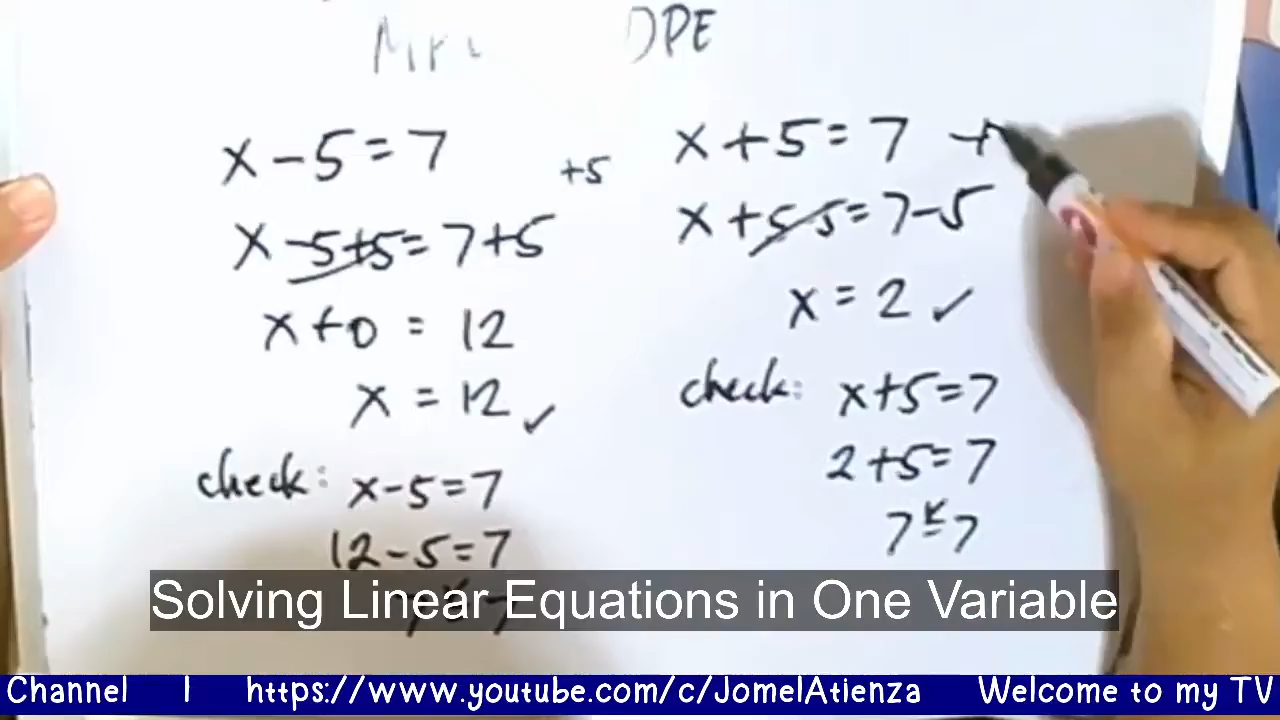 DPE
x - 5 = 7
+5
x - 5 + 5 = 7 + 5
x + 0 = 12
x = 12 ✓
check: x - 5 = 7
12 - 5 = 7
x + 5 = 7
x + 5 - 5 = 7 - 5
x = 2 ✓
check: x + 5 = 7
2 + 5 = 7
7 = 7
Solving Linear Equations in One Variable
Channel | https://www.youtube.com/c/JomelAtienza Welcome to my TV